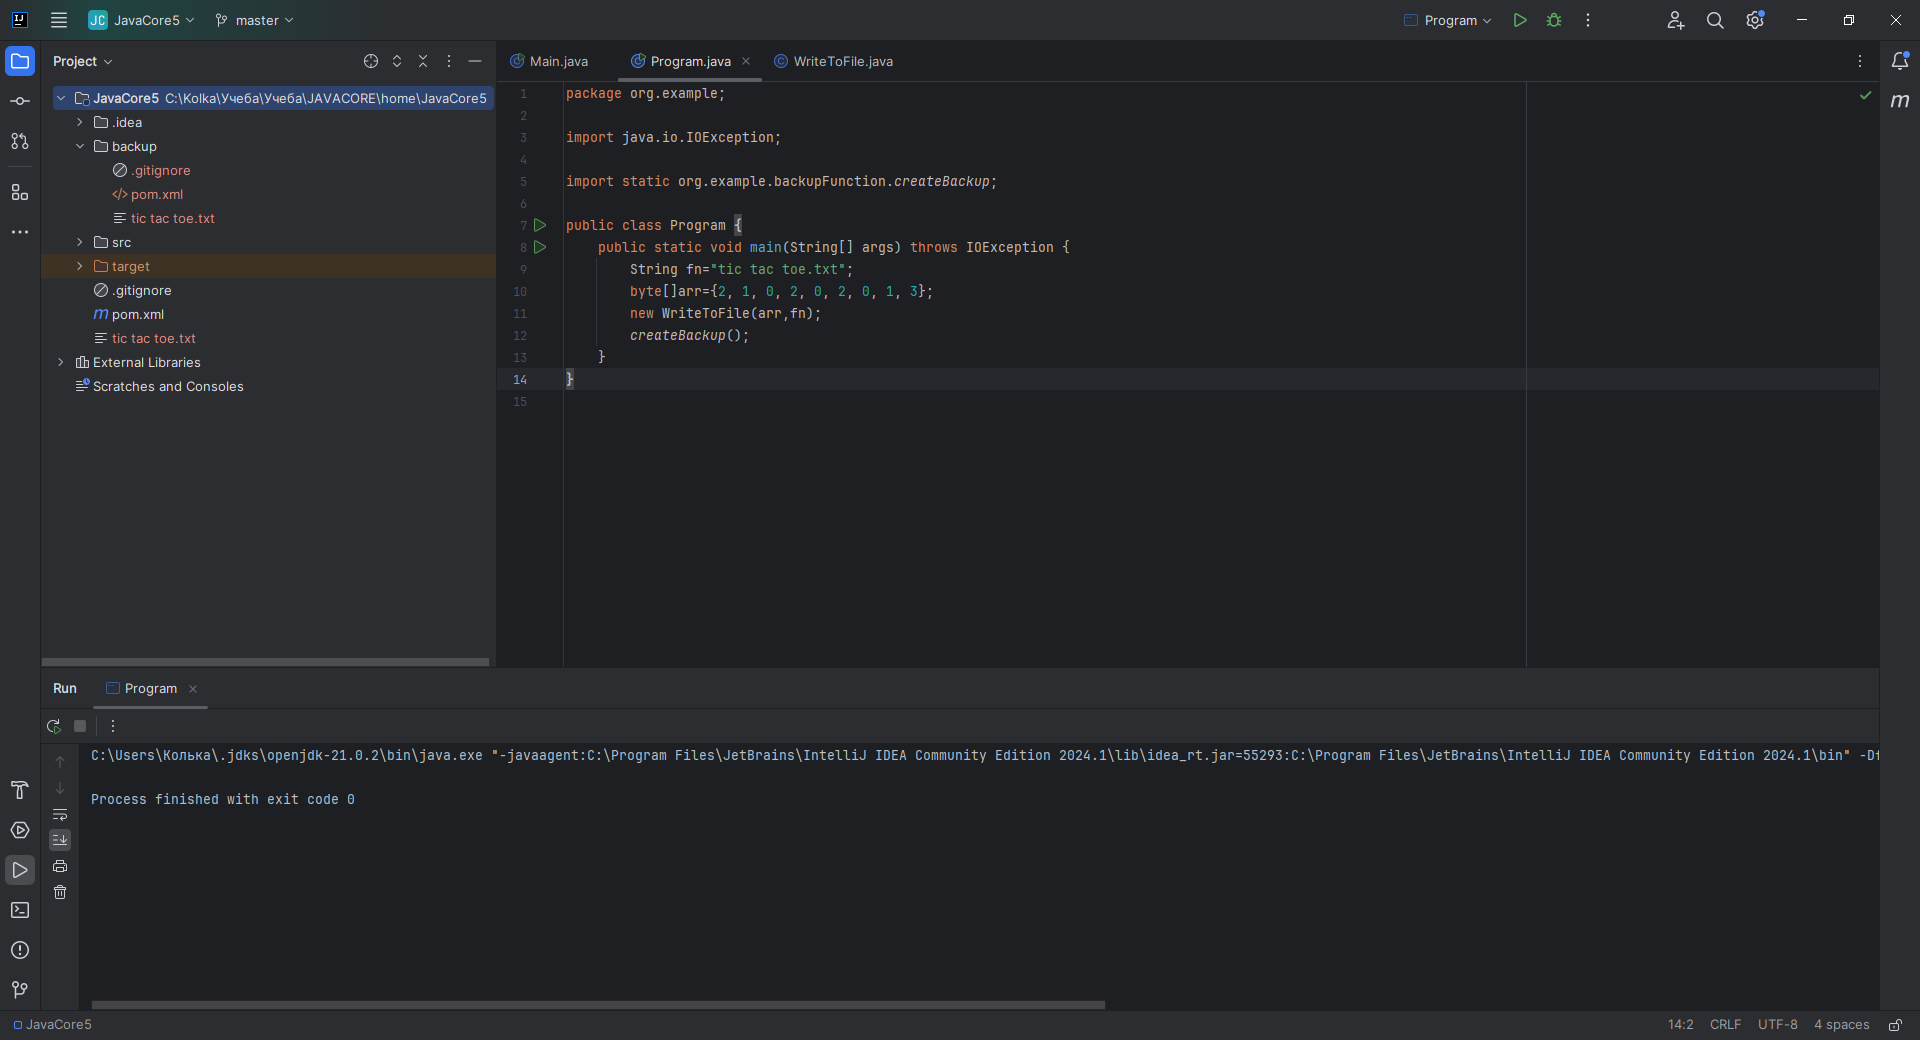 JC JavaCore5 master Program
Project
JavaCore5 C:\Kolka\Учеба\Учеба\JAVACORE\home\JavaCore5
.idea
backup
.gitignore
pom.xml
tic tac toe.txt
src
target
.gitignore
m pom.xml
tic tac toe.txt
External Libraries
Scratches and Consoles
Main.java Program.java WriteToFile.java
1 package org.example;
2
3 import java.io.IOException;
4
5 import static org.example.backupFunction.createBackup;
6
7 public class Program {
8 public static void main(String[] args) throws IOException {
9 String fn="tic tac toe.txt";
10 byte[]arr={2, 1, 0, 2, 0, 2, 0, 1, 3};
11 new WriteToFile(arr,fn);
12 createBackup();
13 }
14 }
15
m
Run Program
C:\Users\Колька\.jdks\openjdk-21.0.2\bin\java.exe "-javaagent:C:\Program Files\JetBrains\IntelliJ IDEA Community Edition 2024.1\lib\idea_rt.jar=55293:C:\Program Files\JetBrains\IntelliJ IDEA Community Edition 2024.1\bin" -Df
Process finished with exit code 0
JavaCore5 14:2 CRLF UTF-8 4 spaces